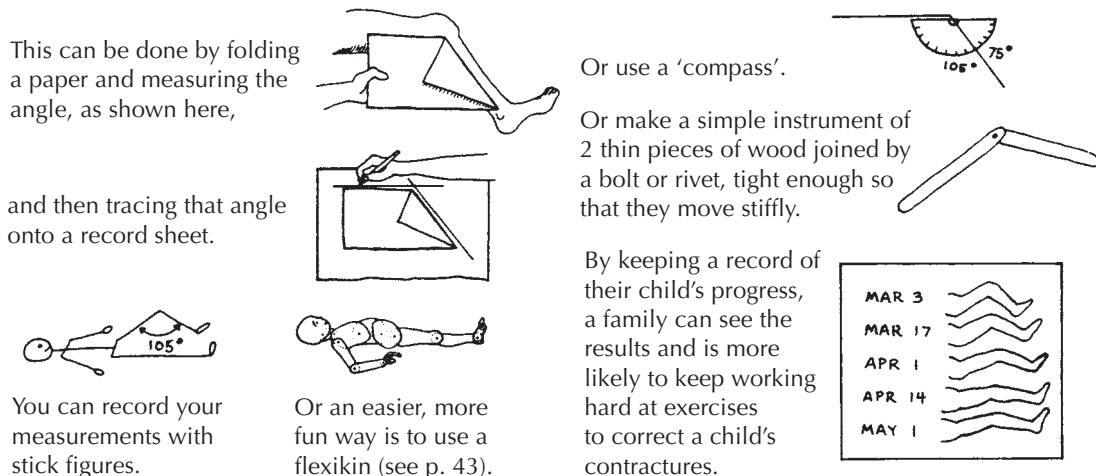 This can be done by folding
a paper and measuring the
angle, as shown here,
and then tracing that angle
onto a record sheet.
105°
You can record your
measurements with
stick figures.
Or an easier, more
fun way is to use a
flexikin (see p. 43).
Or use a ‘compass’.
75°
105°
Or make a simple instrument of
2 thin pieces of wood joined by
a bolt or rivet, tight enough so
that they move stiffly.
By keeping a record of
their child’s progress,
a family can see the
results and is more
likely to keep working
hard at exercises
to correct a child’s
contractures.
MAR 3
MAR 17
APR 1
APR 14
MAY 1